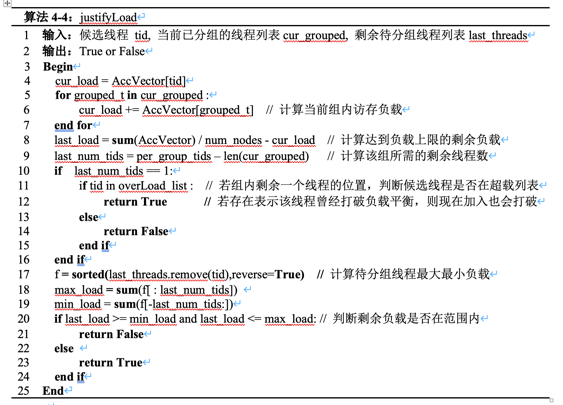 算法 4-4：justifyLoad
1 输入：候选线程 tid, 当前已分组的线程列表 cur_grouped, 剩余待分组线程列表 last_threads
2 输出：True or False
3 Begin
4 cur_load = AccVector[tid]
5 for grouped_t in cur_grouped :
6 cur_load += AccVector[grouped_t] // 计算当前组内访存负载
7 end for
8 last_load = sum(AccVector) / num_nodes - cur_load // 计算达到负载上限的剩余负载
9 last_num_tids = per_group_tids – len(cur_grouped) // 计算该组所需的剩余线程数
10 if last_num_tids == 1:
11 if tid in overLoad_list : // 若组内剩余一个线程的位置，判断候选线程是否在超载列表
12 return True // 若存在表示该线程曾经打破负载平衡，则现在加入也会打破
13 else
14 return False
15 end if
16 end if
17 f = sorted(last_threads.remove(tid),reverse=True) // 计算待分组线程最大最小负载
18 max_load = sum(f[ : last_num_tids])
19 min_load = sum(f[-last_num_tids:])
20 if last_load >= min_load and last_load <= max_load: // 判断剩余负载是否在范围内
21 return False
22 else
23 return True
24 end if
25 End